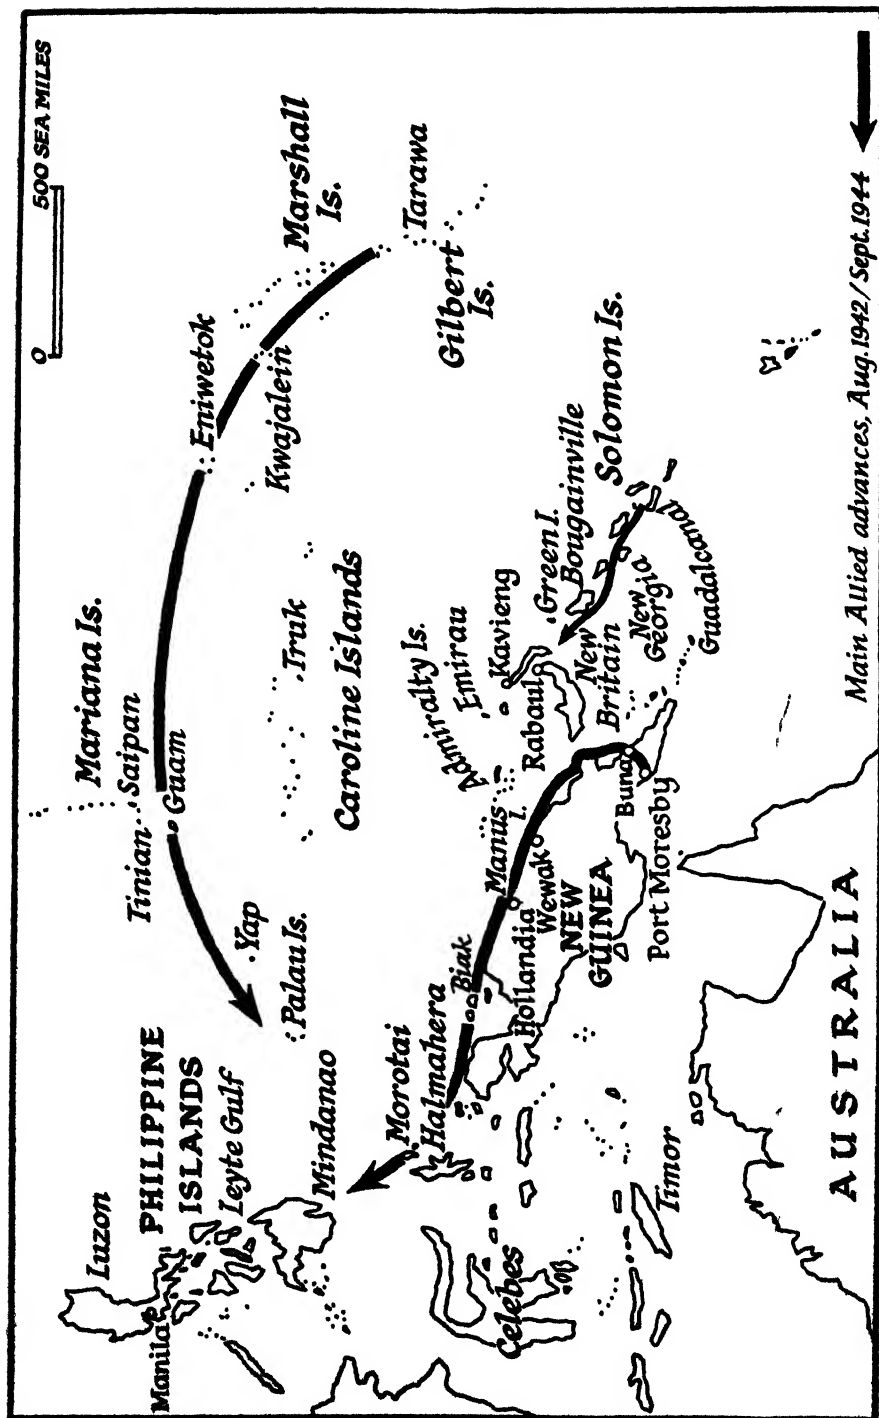 0 500 SEA MILES
Luzon
Manila
PHILIPPINE
ISLANDS
Leyte Gulf
Mindanao
Mariana Is.
Tinian
Saipan
Guam
Yap
Palau Is.
Eniwetok
Kwajalein
Marshall
Is.
Truk
Caroline Islands
Tarawa
Gilbert
Is.
Morotai
Halmahera
Celebes
Timor
Biak
Hollandia
Wewak
NEW
GUINEA
Manus
I.
Admiralty Is.
Emirau
Kavieng
Rabaul
New
Britain
Green I.
Bougainville
Solomon Is.
New
Georgia
Guadalcanal
Buna
Port Moresby
AUSTRALIA
Main Allied advances, Aug.1942/Sept.1944